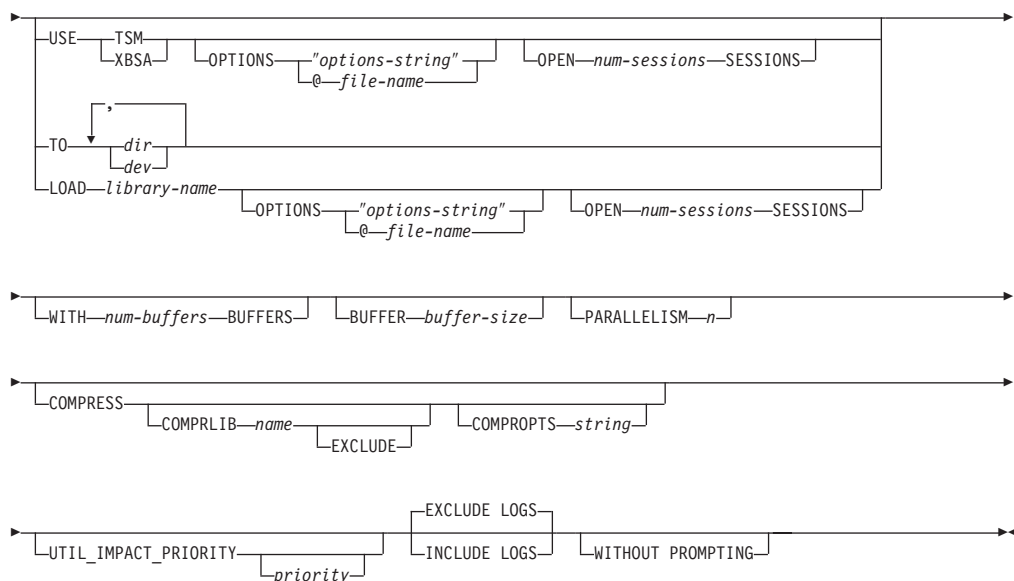 USE TSM OPTIONS "options-string" OPEN num-sessions SESSIONS
XBSA @ file-name
,
TO dir
dev
LOAD library-name
OPTIONS "options-string" OPEN num-sessions SESSIONS
@ file-name
WITH num-buffers BUFFERS BUFFER buffer-size PARALLELISM n
COMPRESS
COMPRLIB name COMPROPTS string
EXCLUDE
EXCLUDE LOGS
UTIL_IMPACT_PRIORITY INCLUDE LOGS WITHOUT PROMPTING
priority